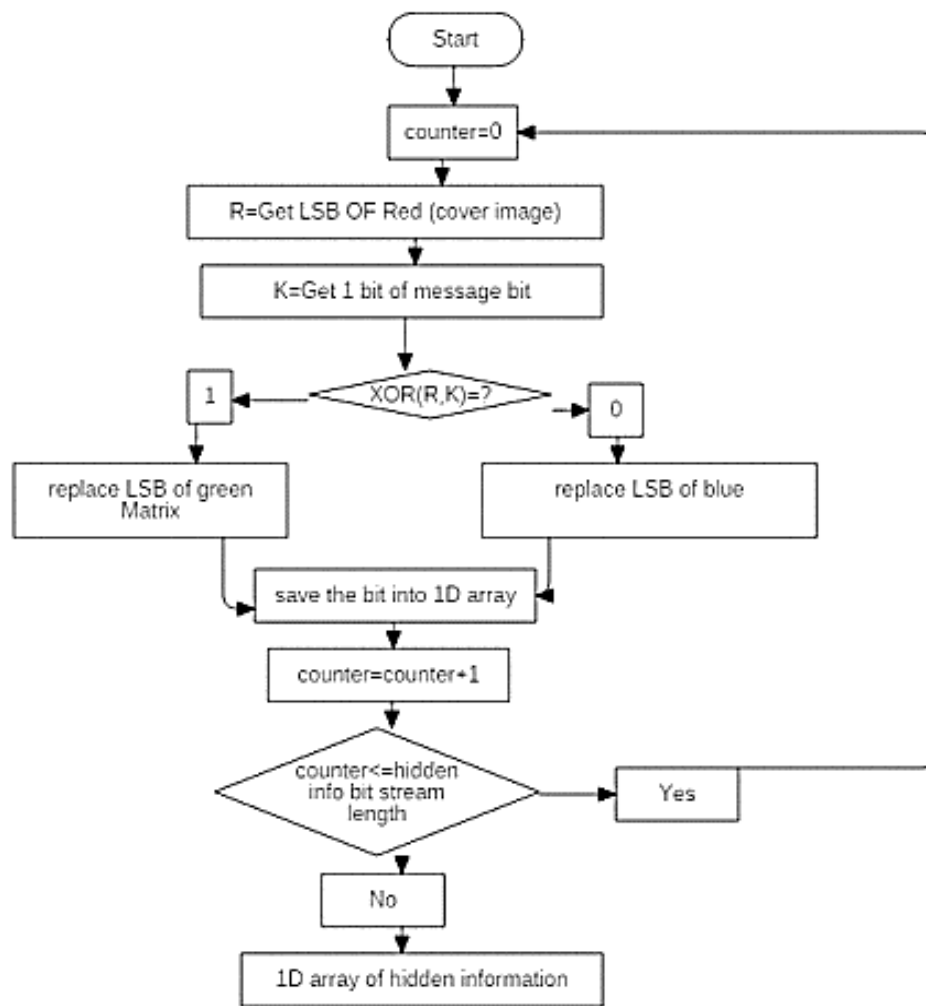 Start
counter=0
R=Get LSB OF Red (cover image)
K=Get 1 bit of message bit
XOR(R,K)=?
1
0
replace LSB of green
Matrix
replace LSB of blue
save the bit into 1D array
counter=counter+1
counter<=hidden
info bit stream
length
Yes
No
1D array of hidden information